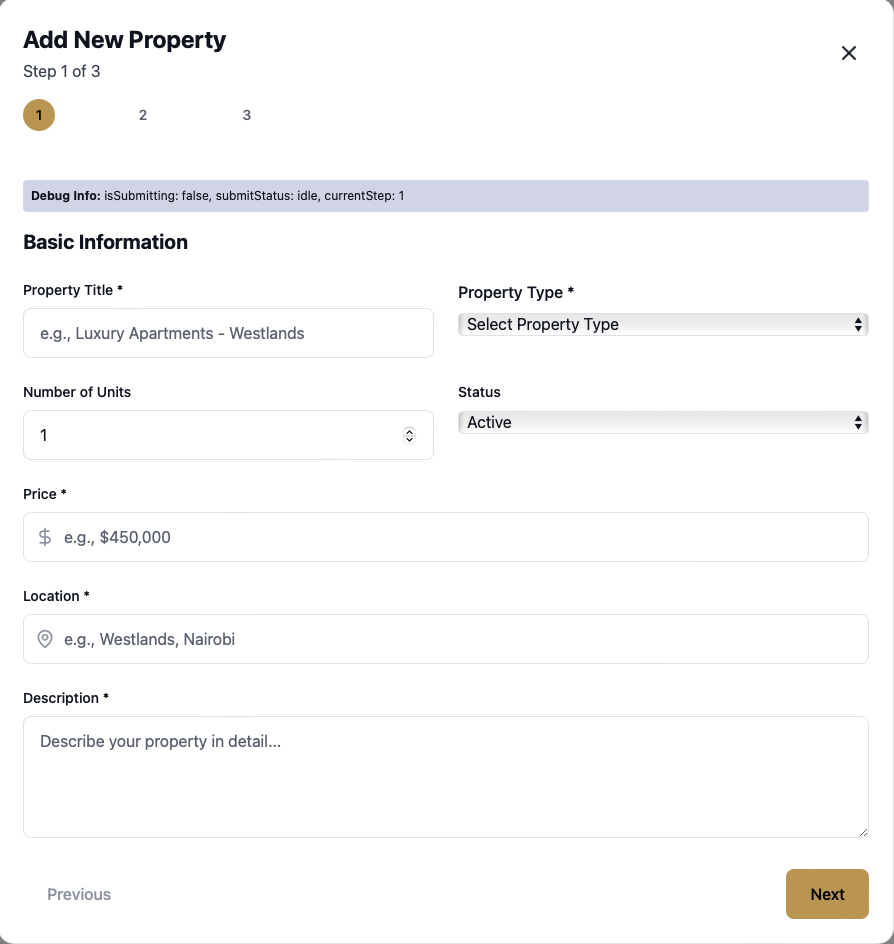 Add New Property
Step 1 of 3
1 2 3
Debug Info: isSubmitting: false, submitStatus: idle, currentStep: 1
Basic Information
Property Title * Property Type *
e.g., Luxury Apartments - Westlands Select Property Type
Number of Units Status
1 Active
Price *
$ e.g., $450,000
Location *
e.g., Westlands, Nairobi
Description *
Describe your property in detail...
Previous Next